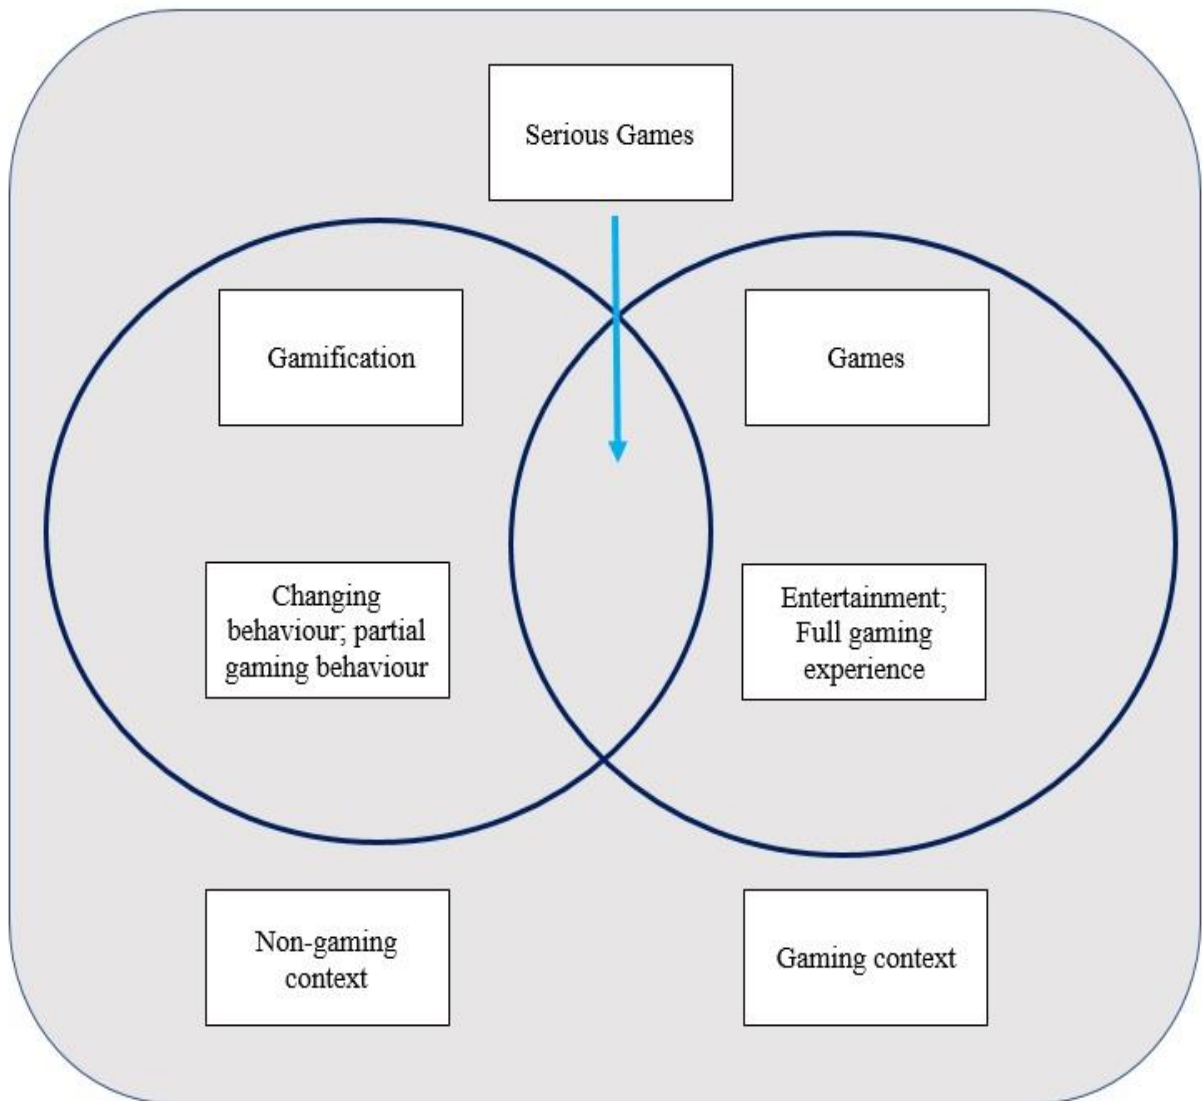 Serious Games
Gamification
Games
Changing
behaviour; partial
gaming behaviour
Entertainment;
Full gaming
experience
Non-gaming
context
Gaming context